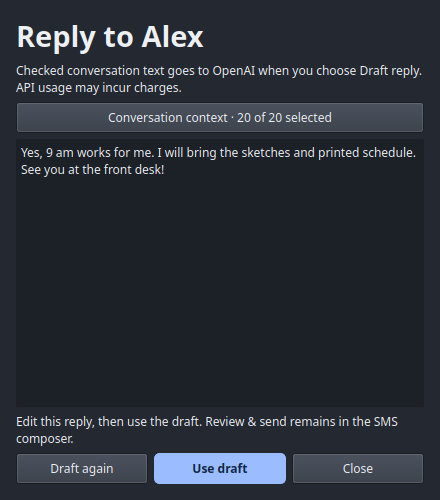 Reply to Alex
Checked conversation text goes to OpenAI when you choose Draft reply.
API usage may incur charges.
Conversation context · 20 of 20 selected
Yes, 9 am works for me. I will bring the sketches and printed schedule.
See you at the front desk!
Edit this reply, then use the draft. Review & send remains in the SMS
composer.
Draft again
Use draft
Close